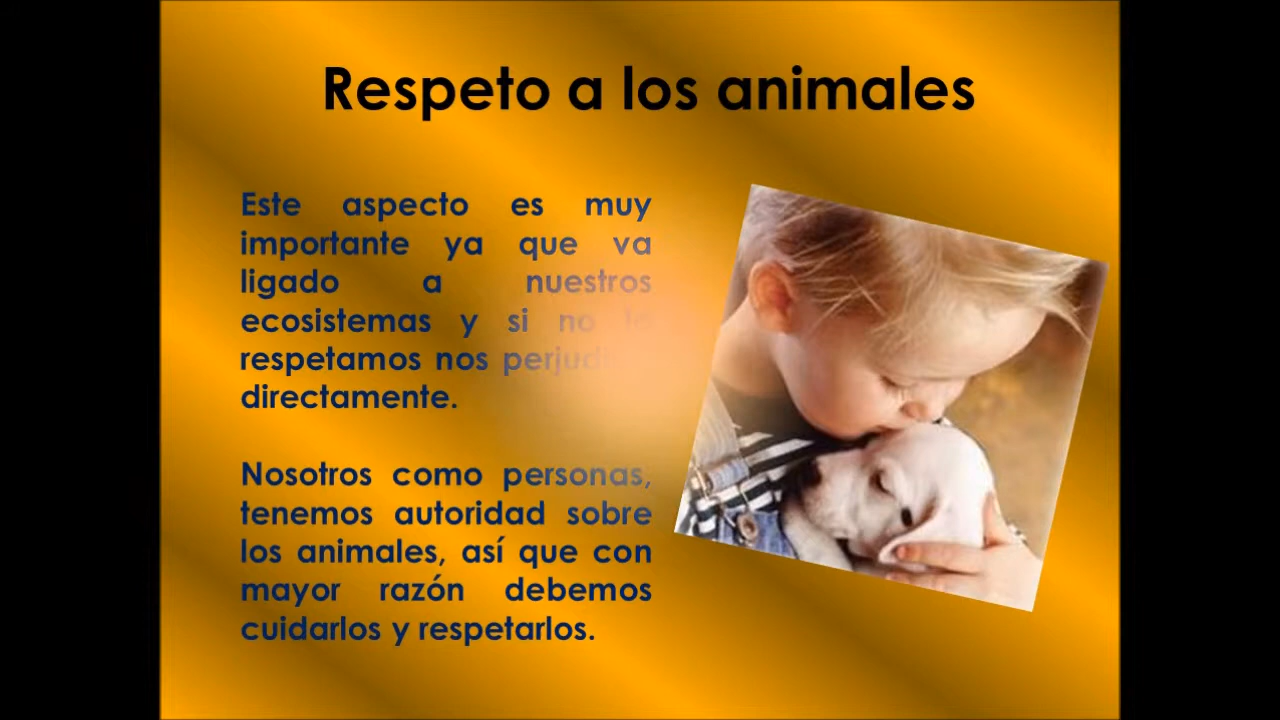 Respeto a los animales
Este aspecto es muy
importante ya que va
ligado a nuestros
ecosistemas y si no
respetamos nos
directamente.
Nosotros como personas,
tenemos autoridad sobre
los animales, así que con
mayor razón debemos
cuidarlos y respetarlos.